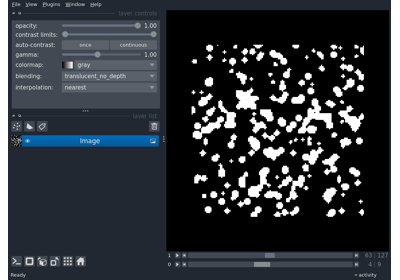 File View Plugins Window Help
layer controls
opacity: 1.00
contrast limits:
auto-contrast: once continuous
gamma: 1.00
colormap: gray
blending: translucent_no_depth
interpolation: nearest
layer list
Image
1 63 127
0 4 9
Ready activity